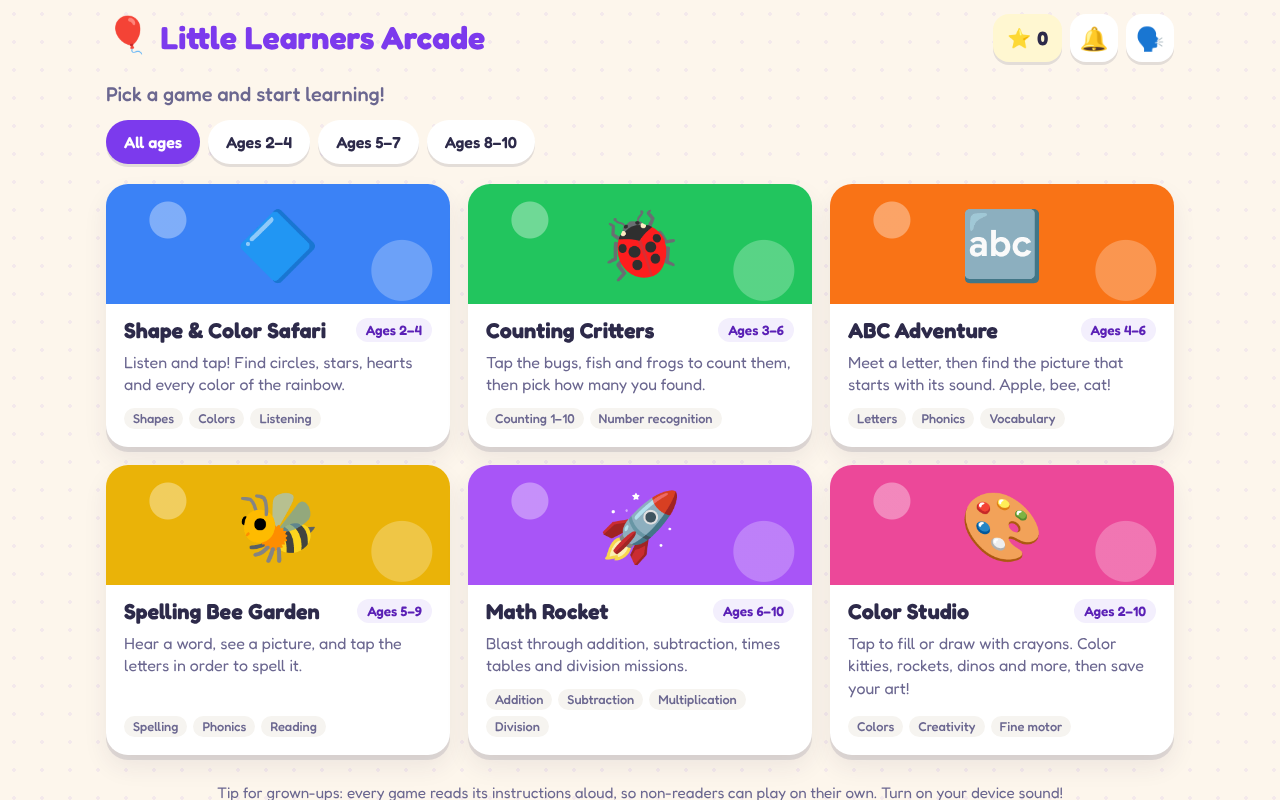 Little Learners Arcade
0
Pick a game and start learning!
All ages
Ages 2–4
Ages 5–7
Ages 8–10
abc
Shape & Color Safari
Ages 2–4
Listen and tap! Find circles, stars, hearts
and every color of the rainbow.
Shapes
Colors
Listening
Counting Critters
Ages 3–6
Tap the bugs, fish and frogs to count them,
then pick how many you found.
Counting 1–10
Number recognition
ABC Adventure
Ages 4–6
Meet a letter, then find the picture that
starts with its sound. Apple, bee, cat!
Letters
Phonics
Vocabulary
Spelling Bee Garden
Ages 5–9
Hear a word, see a picture, and tap the
letters in order to spell it.
Spelling
Phonics
Reading
Math Rocket
Ages 6–10
Blast through addition, subtraction, times
tables and division missions.
Addition
Subtraction
Multiplication
Division
Color Studio
Ages 2–10
Tap to fill or draw with crayons. Color
kitties, rockets, dinos and more, then save
your art!
Colors
Creativity
Fine motor
Tip for grown-ups: every game reads its instructions aloud, so non-readers can play on their own. Turn on your device sound!